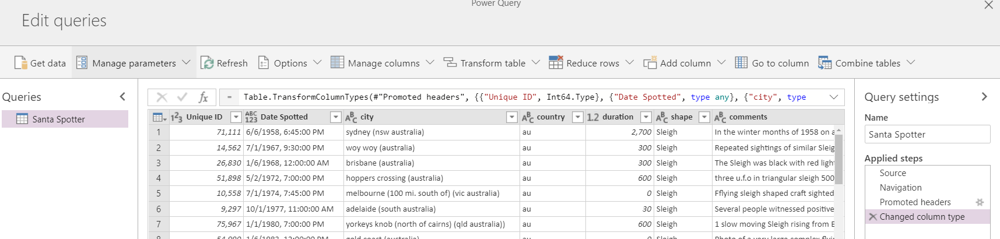 Power Query
Edit queries
Get data Manage parameters Refresh Options Manage columns Transform table Reduce rows Add column Go to column Combine tables
Queries
Santa Spotter
fx = Table.TransformColumnTypes(#"Promoted headers", {{"Unique ID", Int64.Type}, {"Date Spotted", type any}, {"city", type
123 Unique ID ABC 123 Date Spotted ABC city ABC country 1.2 duration ABC shape ABC comments
1 71,111 6/6/1958, 6:45:00 PM sydney (nsw australia) au 2,700 Sleigh In the winter months of 1958 on a
2 14,562 7/1/1967, 9:30:00 PM woy woy (australia) au 300 Sleigh Repeated sightings of similar Sleig
3 26,830 1/6/1968, 12:00:00 AM brisbane (australia) au 300 Sleigh The Sleigh was black with red light
4 51,898 5/2/1972, 7:00:00 PM hoppers crossing (australia) au 600 Sleigh three u.f.o in triangular sleigh 500
5 10,558 7/1/1974, 7:45:00 PM melbourne (100 mi. south of) (vic australia) au 0 Sleigh Fflying sleigh shaped craft sighted
6 9,297 10/1/1977, 11:00:00 AM adelaide (south australia) au 30 Sleigh Several people witnessed positive
7 75,967 1/1/1980, 7:00:00 PM yorkeys knob (north of cairns) (qld australia)) au 600 Sleigh 1 slow moving Sleigh rising from E
Query settings
Name
Santa Spotter
Applied steps
Source
Navigation
Promoted headers
Changed column type